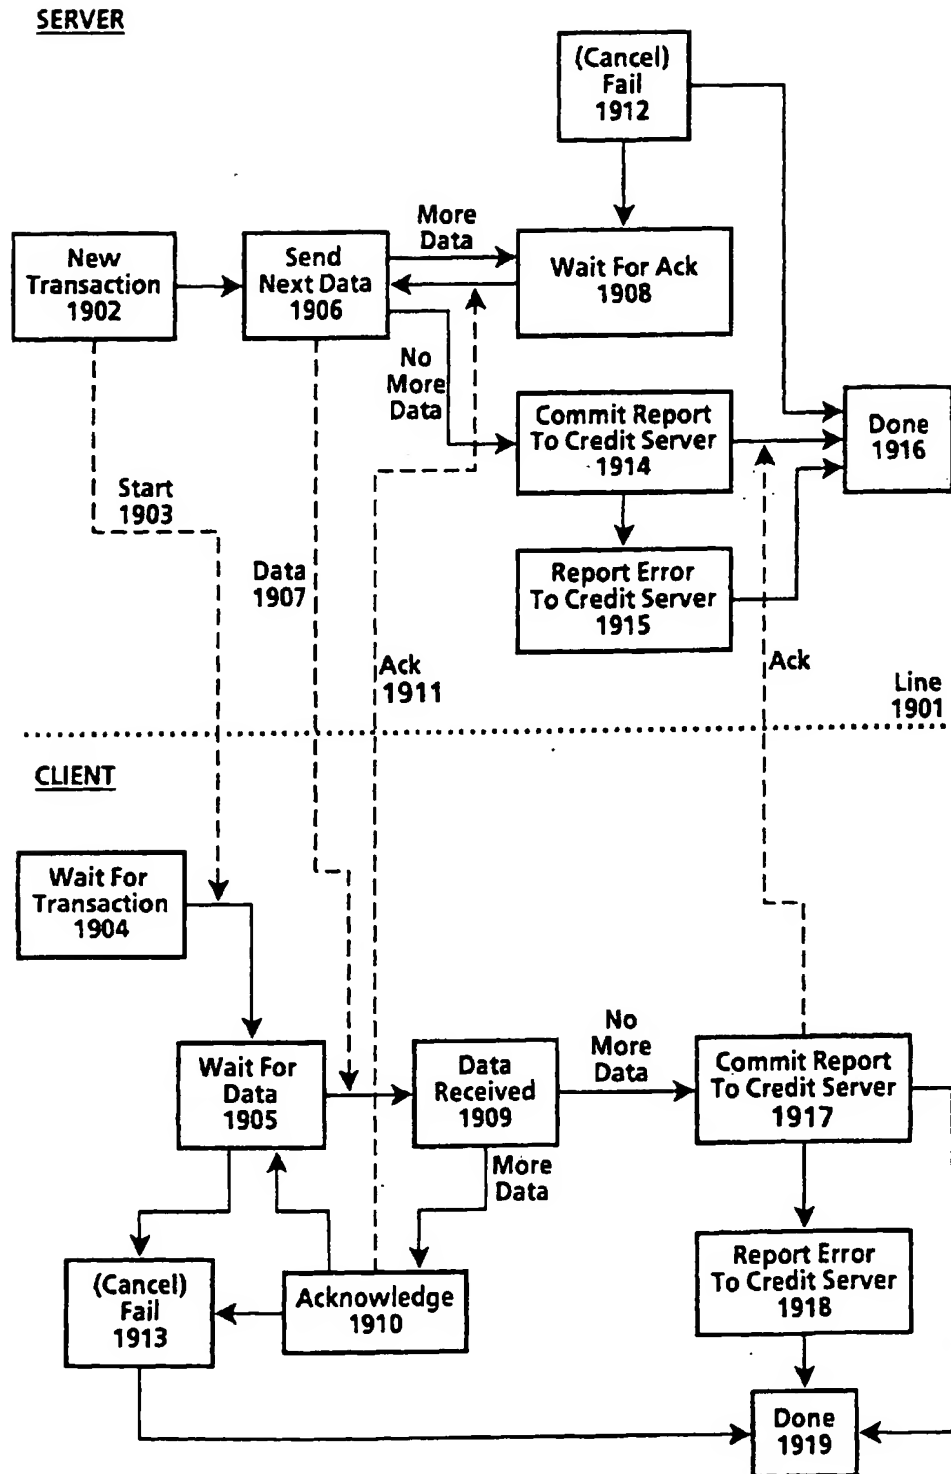 SERVER
(Cancel)
Fail
1912
More
Data
New
Transaction
1902
Send
Next Data
1906
Wait For Ack
1908
No
More
Data
Commit Report
To Credit Server
1914
Done
1916
Start
1903
Data
1907
Report Error
To Credit Server
1915
Ack
1911
Ack
Line
1901
CLIENT
Wait For
Transaction
1904
No
More
Data
Wait For
Data
1905
Data
Received
1909
Commit Report
To Credit Server
1917
More
Data
(Cancel)
Fail
1913
Acknowledge
1910
Report Error
To Credit Server
1918
Done
1919